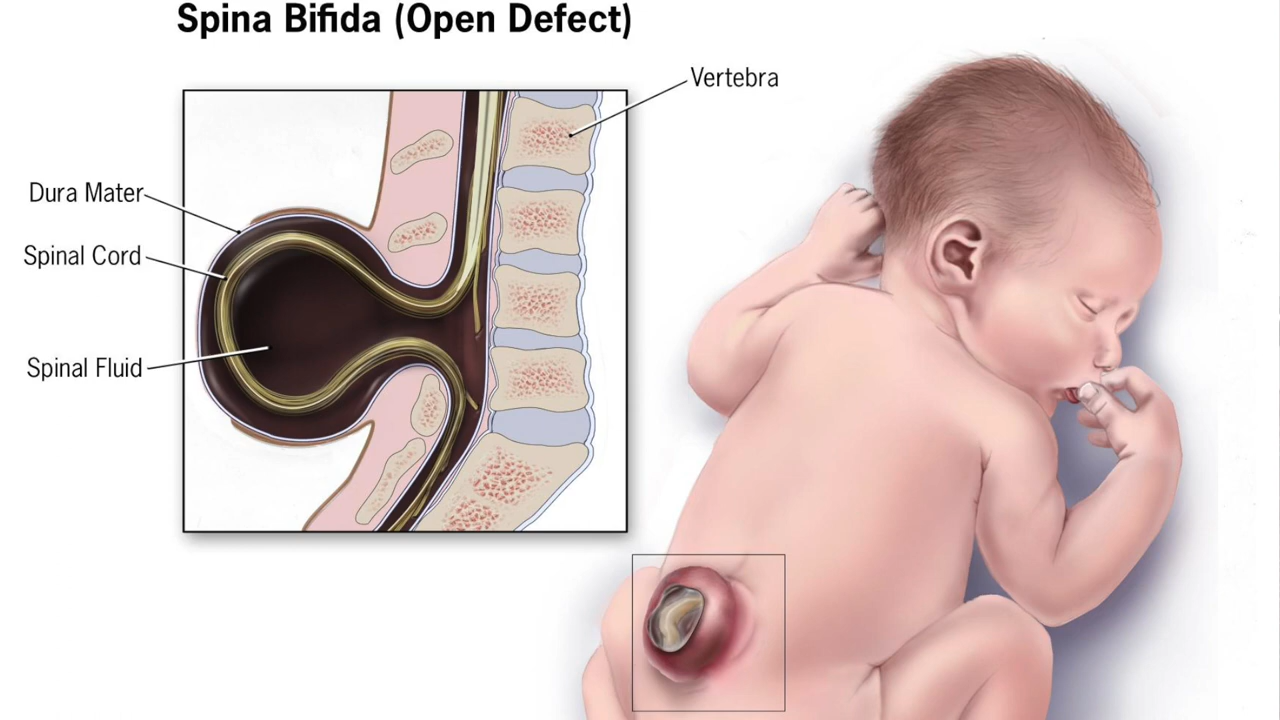 Spina Bifida (Open Defect)
Vertebra
Dura Mater
Spinal Cord
Spinal Fluid